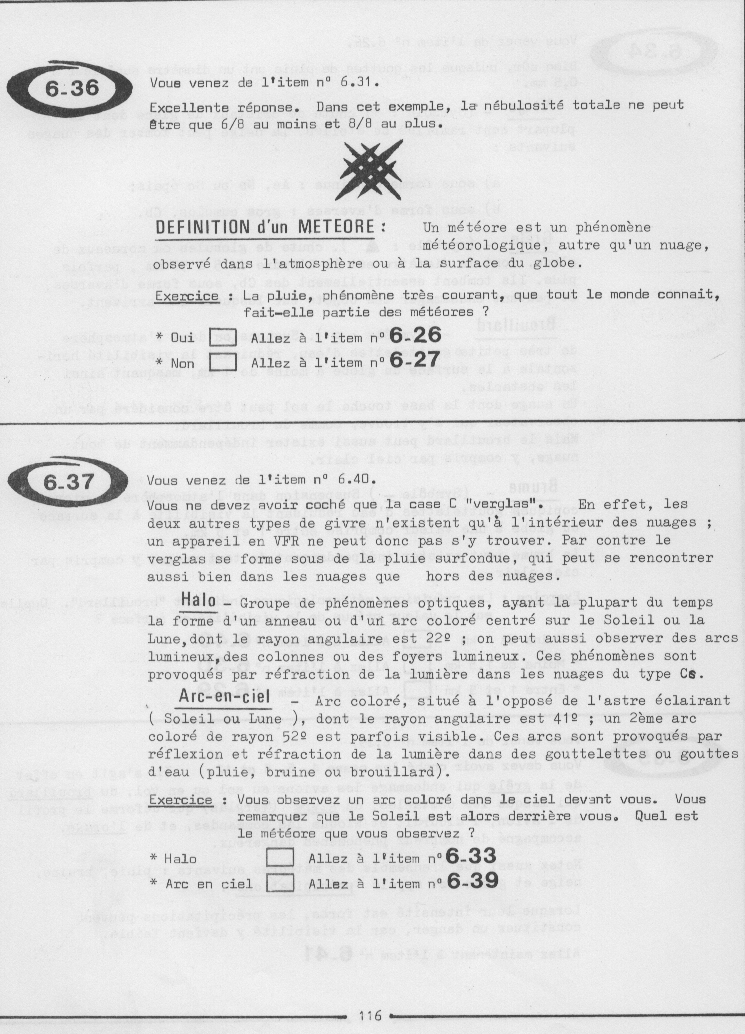 6-36
Vous venez de l'item n° 6.31.
Excellente réponse. Dans cet exemple, la nébulosité totale ne peut
être que 6/8 au moins et 8/8 au plus.
DEFINITION d'un METEORE : Un météore est un phénomène
météorologique, autre qu'un nuage,
observé dans l'atmosphère ou à la surface du globe.
Exercice : La pluie, phénomène très courant, que tout le monde connait,
fait-elle partie des météores ?
* Oui Allez à l'item n° 6-26
* Non Allez à l'item n° 6-27
6-37
Vous venez de l'item n° 6.40.
Vous ne devez avoir coché que la case C "verglas". En effet, les
deux autres types de givre n'existent qu'à l'intérieur des nuages ;
un appareil en VFR ne peut donc pas s'y trouver. Par contre le
verglas se forme sous de la pluie surfondue, qui peut se rencontrer
aussi bien dans les nuages que hors des nuages.
Halo - Groupe de phénomènes optiques, ayant la plupart du temps
la forme d'un anneau ou d'un arc coloré centré sur le Soleil ou la
Lune,dont le rayon angulaire est 22º ; on peut aussi observer des arcs
lumineux,des colonnes ou des foyers lumineux. Ces phénomènes sont
provoqués par réfraction de la lumière dans les nuages du type Cs.
Arc-en-ciel - Arc coloré, situé à l'opposé de l'astre éclairant
( Soleil ou Lune ), dont le rayon angulaire est 41º ; un 2ème arc
coloré de rayon 52º est parfois visible. Ces arcs sont provoqués par
réflexion et réfraction de la lumière dans des gouttelettes ou gouttes
d'eau (pluie, bruine ou brouillard).
Exercice : Vous observez un arc coloré dans le ciel devant vous. Vous
remarquez que le Soleil est alors derrière vous. Quel est
le météore que vous observez ?
* Halo Allez à l'item n° 6-33
* Arc en ciel Allez à l'item n° 6-39
116